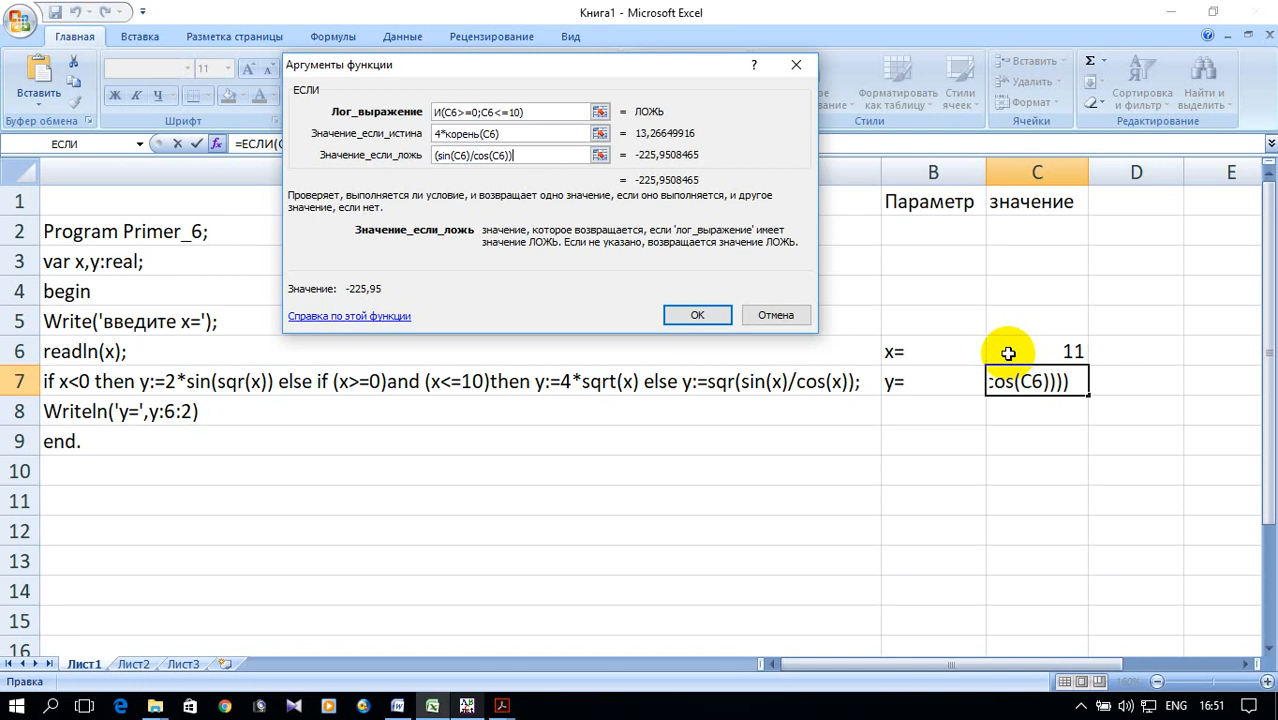 Книга1 - Microsoft Excel
Главная Вставка Разметка страницы Формулы Данные Рецензирование Вид
Вставить
Буфер обмена
11
Ж К Ч
Шрифт
Условное форматирование
Форматировать как таблицу
Стили ячеек
Вставить
Удалить
Формат
Ячейки
Сортировка и фильтр
Найти и выделить
Редактирование
ЕСЛИ
=ЕСЛИ(C
Аргументы функции
ЕСЛИ
Лог_выражение И(C6>=0;C6<=10) = ЛОЖЬ
Значение_если_истина 4*корень(C6) = 13,26649916
Значение_если_ложь (sin(C6)/cos(C6)) = -225,9508465
= -225,9508465
Проверяет, выполняется ли условие, и возвращает одно значение, если оно выполняется, и другое
значение, если нет.
Значение_если_ложь значение, которое возвращается, если 'лог_выражение' имеет
значение ЛОЖЬ. Если не указано, возвращается значение ЛОЖЬ.
Значение: -225,95
Справка по этой функции OK Отмена
B C D E
1 Параметр значение
2 Program Primer_6;
3 var x,y:real;
4 begin
5 Write('введите x=');
6 readln(x); x= 11
7 if x<0 then y:=2*sin(sqr(x)) else if (x>=0)and (x<=10)then y:=4*sqrt(x) else y:=sqr(sin(x)/cos(x)); y= cos(C6))))
8 Writeln('y=',y:6:2)
9 end.
10
11
12
13
14
15
16
Лист1 Лист2 Лист3
Правка 160%
16:51